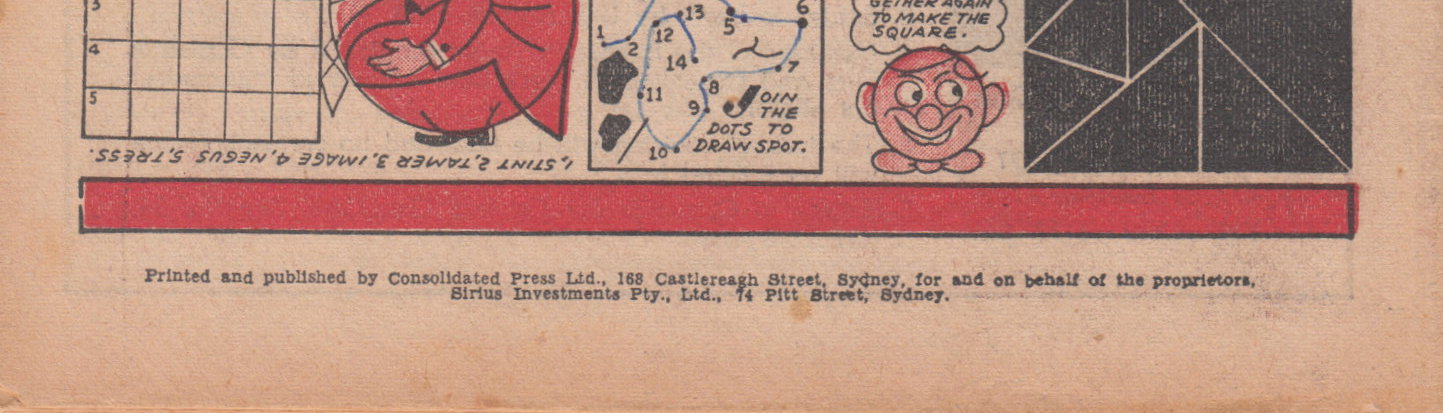 3
4
5
1, STINT 2, TAMER 3, IMAGE 4, NEGUS 5, TRESS.
1
2
12
13
14
5
6
7
8
9
10
11
JOIN
THE
DOTS TO
DRAW SPOT.
GETHER AGAIN
TO MAKE THE
SQUARE.
Printed and published by Consolidated Press Ltd., 168 Castlereagh Street, Sydney, for and on behalf of the proprietors,
Sirius Investments Pty., Ltd., 74 Pitt Street, Sydney.